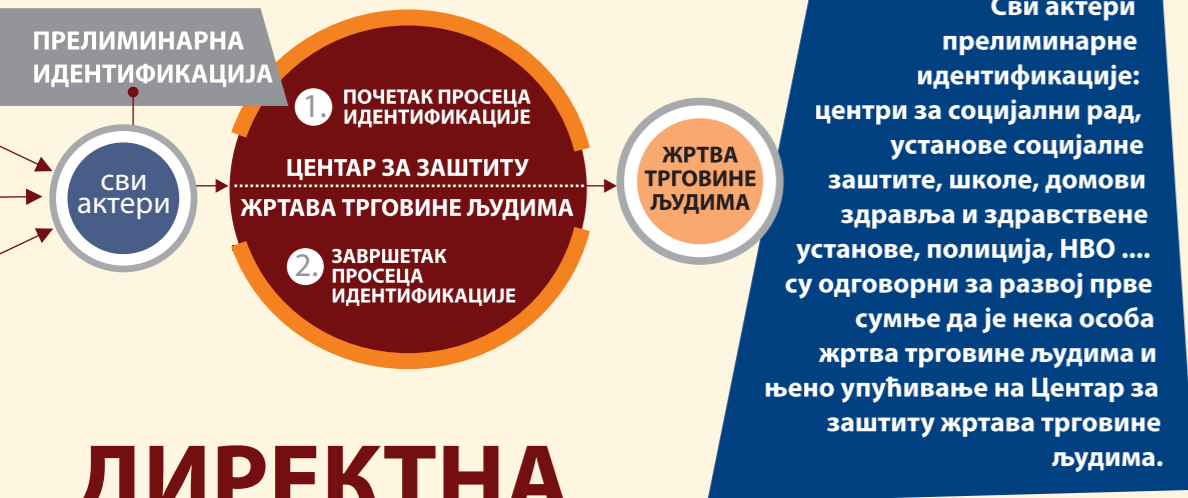 ПРЕЛИМИНАРНА
ИДЕНТИФИКАЦИЈА
сви
актери
1. ПОЧЕТАК ПРОСЕЦА
ИДЕНТИФИКАЦИЈЕ
ЦЕНТАР ЗА ЗАШТИТУ
ЖРТАВА ТРГОВИНЕ ЉУДИМА
2. ЗАВРШЕТАК
ПРОСЕЦА
ИДЕНТИФИКАЦИЈЕ
ЖРТВА
ТРГОВИНЕ
ЉУДИМА
Сви актери
прелиминарне
идентификације:
центри за социјални рад,
установе социјалне
заштите, школе, домови
здравља и здравствене
установе, полиција, НВО ....
су одговорни за развој прве
сумње да је нека особа
жртва трговине људима и
њено упућивање на Центар за
заштиту жртава трговине
људима.
ДИРЕКТНА